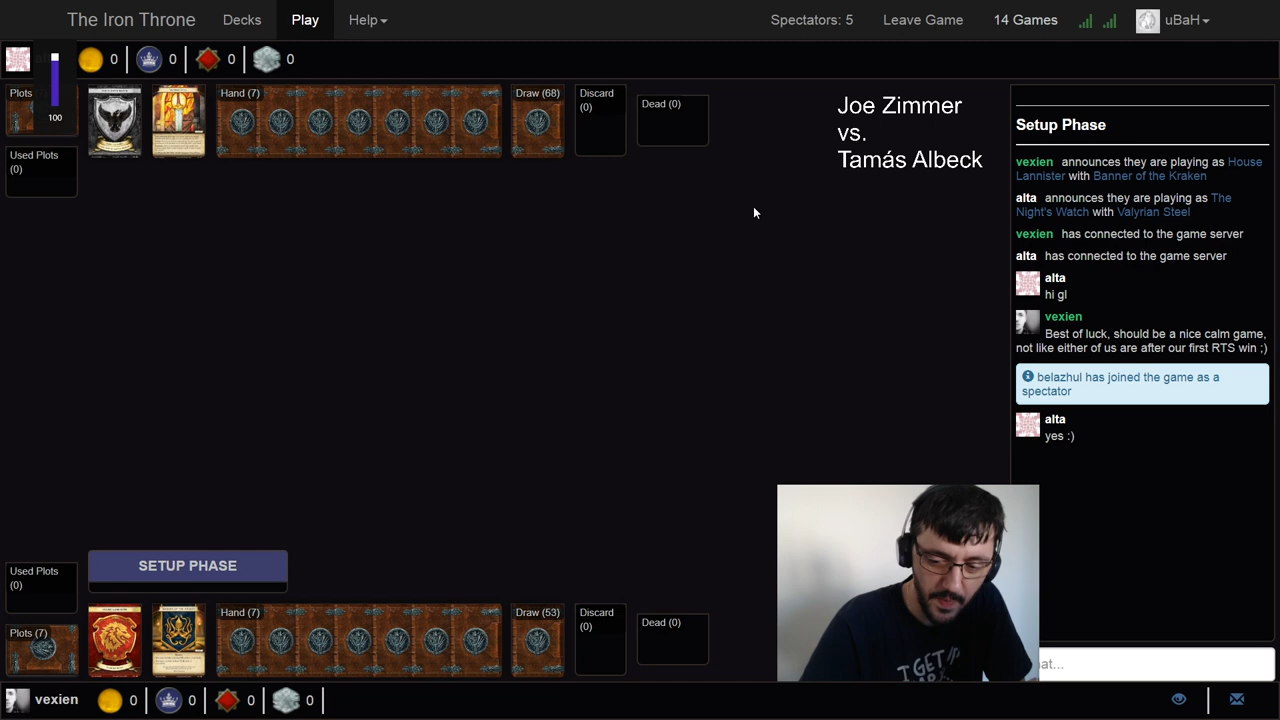 The Iron Throne
Decks
Play
Help
Spectators: 5
Leave Game
14 Games
uBaH
0
0
0
0
100
Plots
Used Plots
(0)
Hand (7)
Draw (68)
Discard
(0)
Dead (0)
Joe Zimmer
vs.
Tamás Albeck
Setup Phase
vexien announces they are playing as House
Lannister with Banner of the Kraken
alta announces they are playing as The
Night's Watch with Valyrian Steel
vexien has connected to the game server
alta has connected to the game server
alta
hi gl
vexien
Best of luck, should be a nice calm game,
not like either of us are after our first RTS win ;)
belazhul has joined the game as a
spectator
alta
yes :)
SETUP PHASE
Used Plots
(0)
Plots (7)
Hand (7)
Draw (53)
Discard
(0)
Dead (0)
I GET
at...
vexien
0
0
0
0